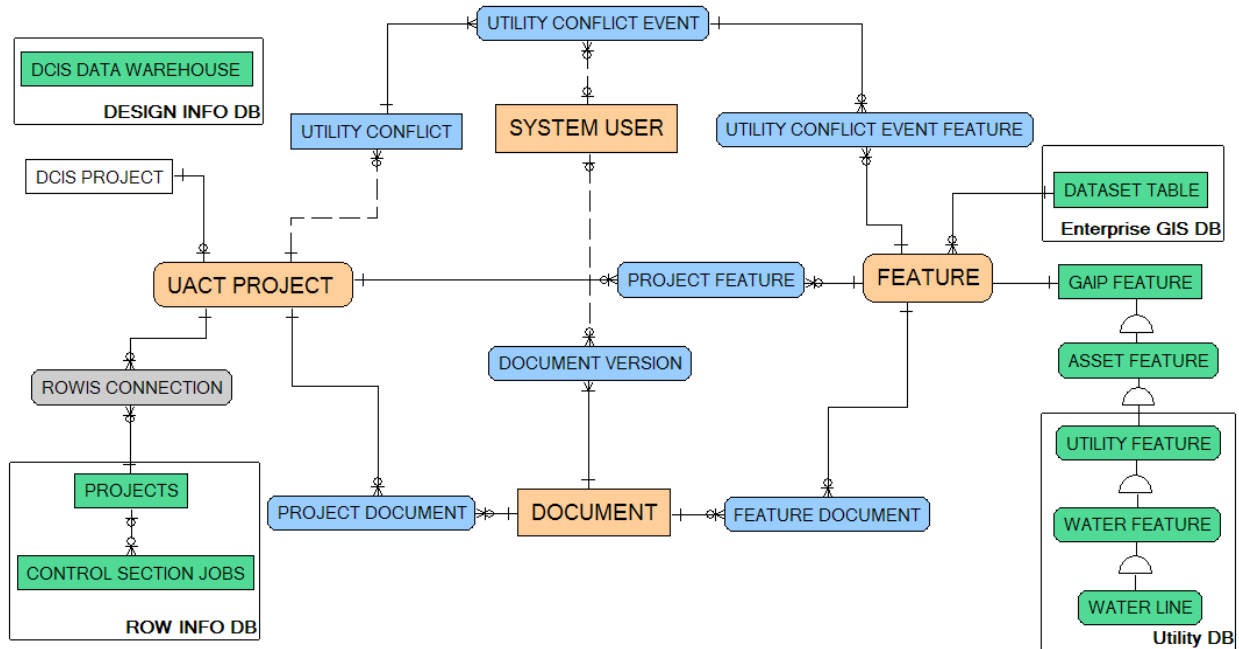 UTILITY CONFLICT EVENT
DCIS DATA WAREHOUSE
DESIGN INFO DB
UTILITY CONFLICT
SYSTEM USER
UTILITY CONFLICT EVENT FEATURE
DCIS PROJECT
DATASET TABLE
Enterprise GIS DB
UACT PROJECT
PROJECT FEATURE
FEATURE
GAIP FEATURE
ROWIS CONNECTION
DOCUMENT VERSION
ASSET FEATURE
UTILITY FEATURE
PROJECTS
PROJECT DOCUMENT
DOCUMENT
FEATURE DOCUMENT
WATER FEATURE
CONTROL SECTION JOBS
WATER LINE
ROW INFO DB
Utility DB